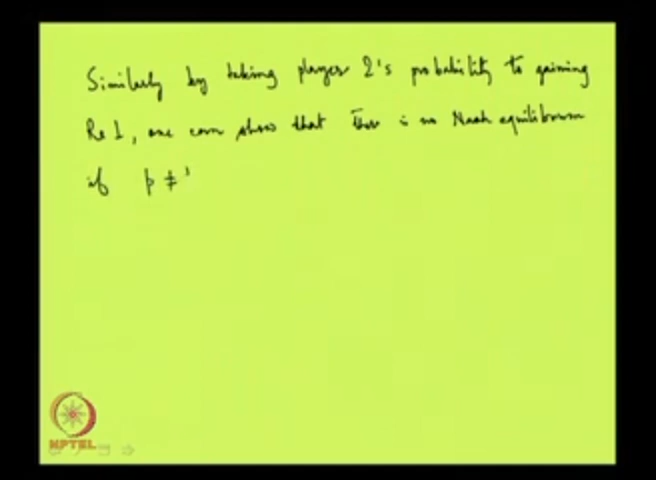 Similarly by taking player 2's probability to gaining
Re 1, one can show that there is no Nash equilibrium
if p ≠ '
NPTEL